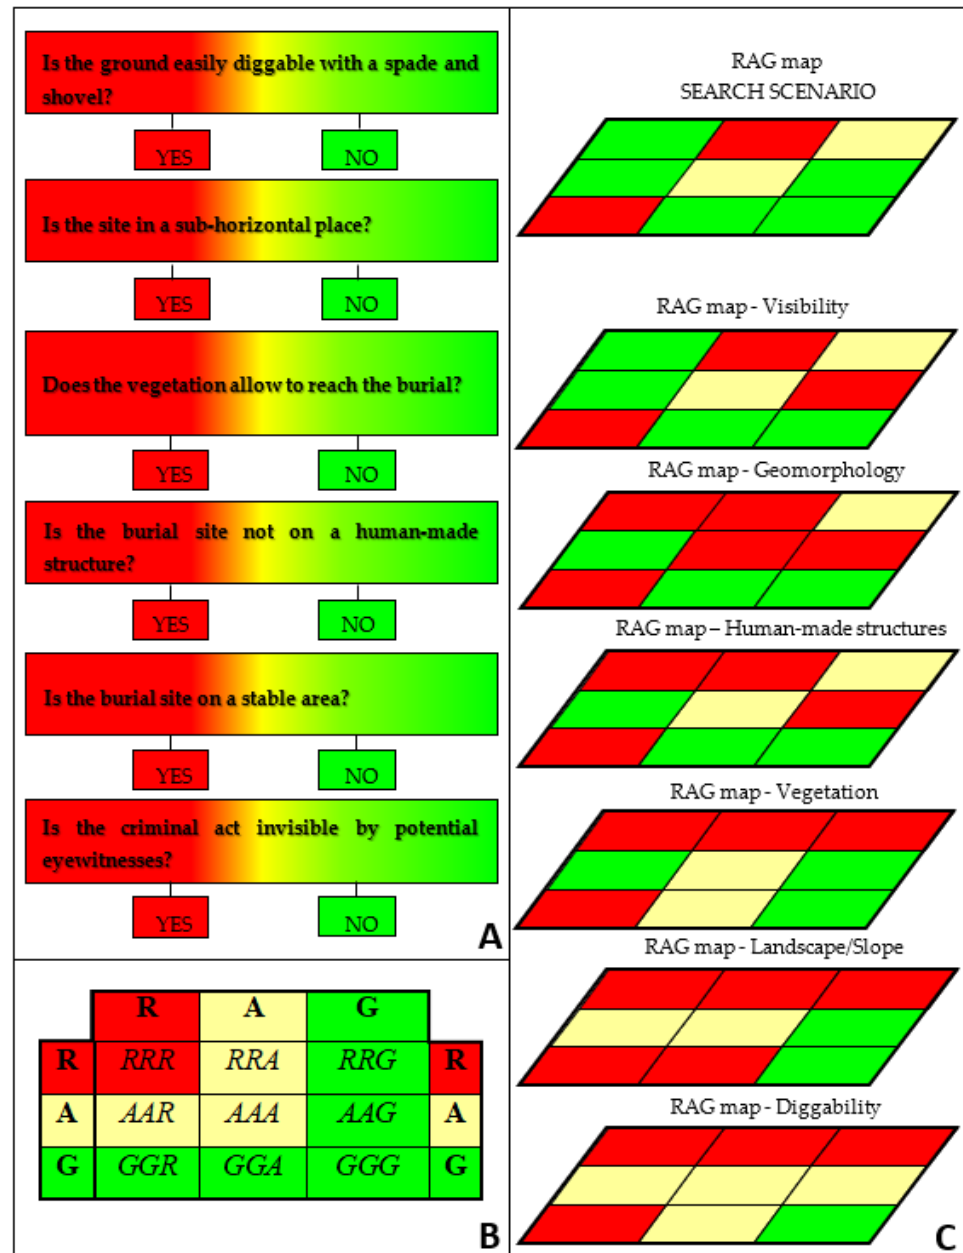 Is the ground easily diggable with a spade and
shovel?
YES
NO
Is the site in a sub-horizontal place?
YES
NO
Does the vegetation allow to reach the burial?
YES
NO
Is the burial site not on a human-made
structure?
YES
NO
Is the burial site on a stable area?
YES
NO
Is the criminal act invisible by potential
eyewitnesses?
YES
NO
A
R A G
R RRR RRA RRG R
A AAR AAA AAG A
G GGR GGA GGG G
B
RAG map
SEARCH SCENARIO
RAG map - Visibility
RAG map - Geomorphology
RAG map – Human-made structures
RAG map - Vegetation
RAG map - Landscape/Slope
RAG map - Diggability
C